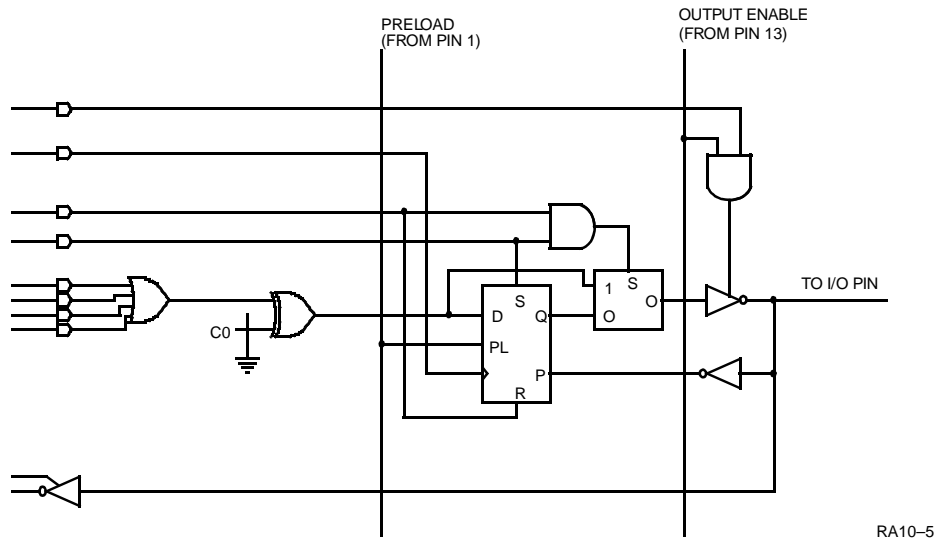 PRELOAD
(FROM PIN 1)
OUTPUT ENABLE
(FROM PIN 13)
S
TO I/O PIN
1
O
S
D
Q
O
C0
PL
P
R
RA10–5